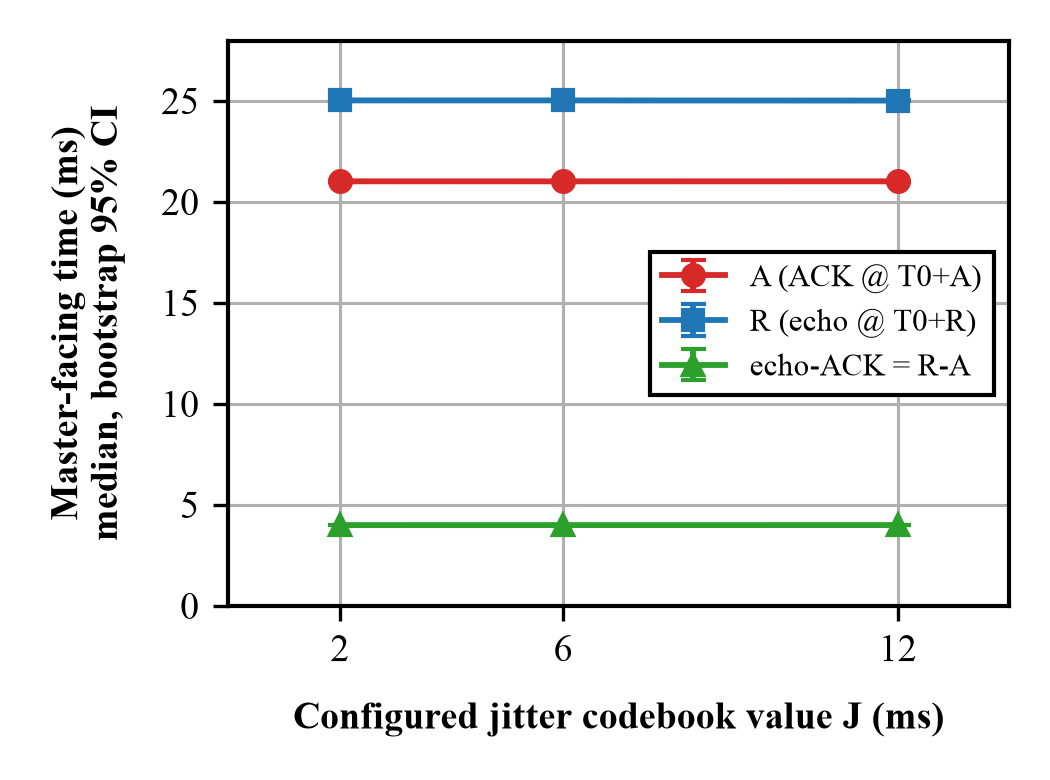 Master-facing time (ms)
median, bootstrap 95% CI
25
20
15
10
5
0
A (ACK @ T0+A)
R (echo @ T0+R)
echo-ACK = R-A
2
6
12
Configured jitter codebook value J (ms)